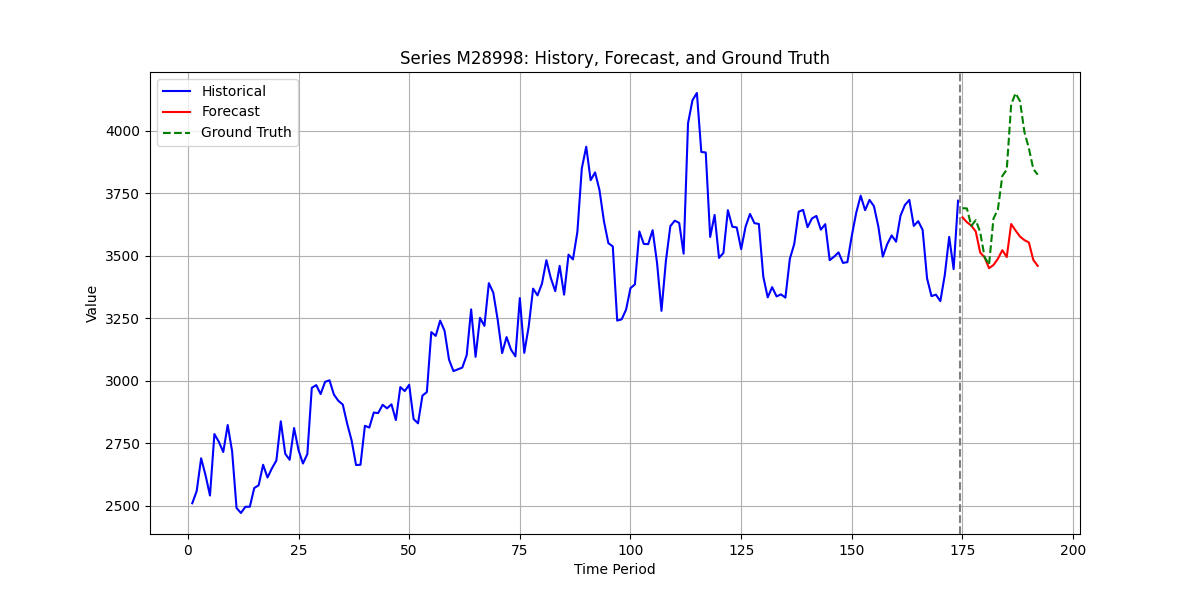 Series M28998: History, Forecast, and Ground Truth
Historical
Forecast
Ground Truth
4000
3750
3500
3250
3000
2750
2500
Value
0 25 50 75 100 125 150 175 200
Time Period